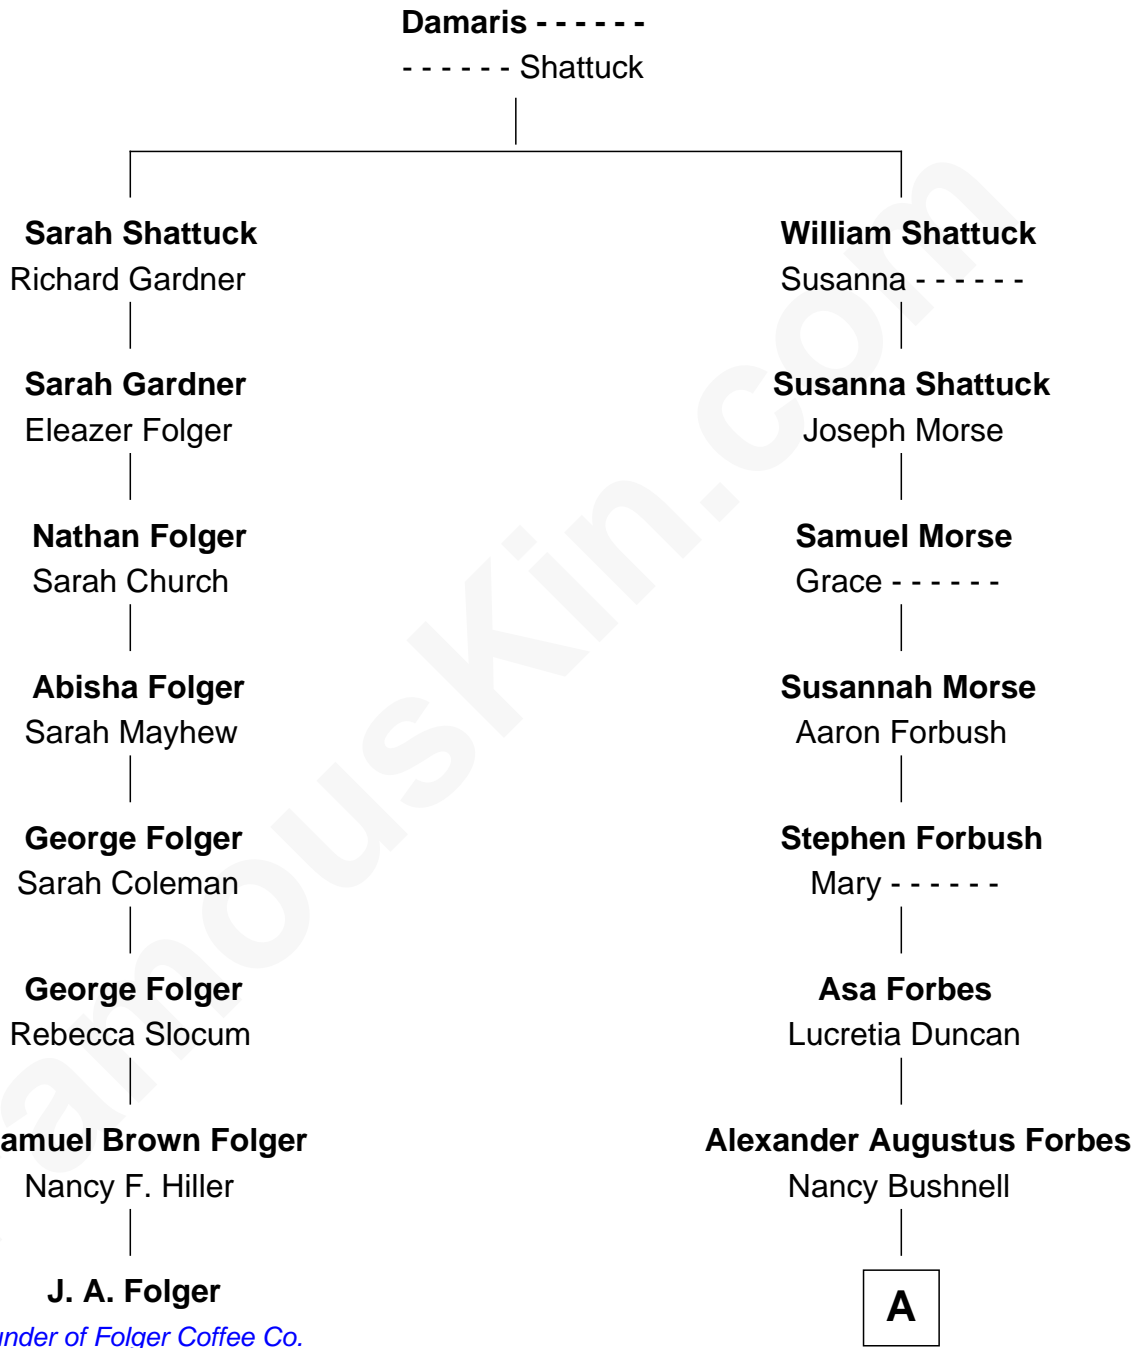 Damaris - - - - - -
- - - - - - Shattuck
Sarah Shattuck
Richard Gardner
William Shattuck
Susanna - - - - - -
Sarah Gardner
Eleazer Folger
Susanna Shattuck
Joseph Morse
Nathan Folger
Sarah Church
Samuel Morse
Grace - - - - - -
Abisha Folger
Sarah Mayhew
Susannah Morse
Aaron Forbush
George Folger
Sarah Coleman
Stephen Forbush
Mary - - - - - -
George Folger
Rebecca Slocum
Asa Forbes
Lucretia Duncan
amuel Brown Folger
Nancy F. Hiller
Alexander Augustus Forbes
Nancy Bushnell
J. A. Folger
under of Folger Coffee Co.
A
amouskin.com